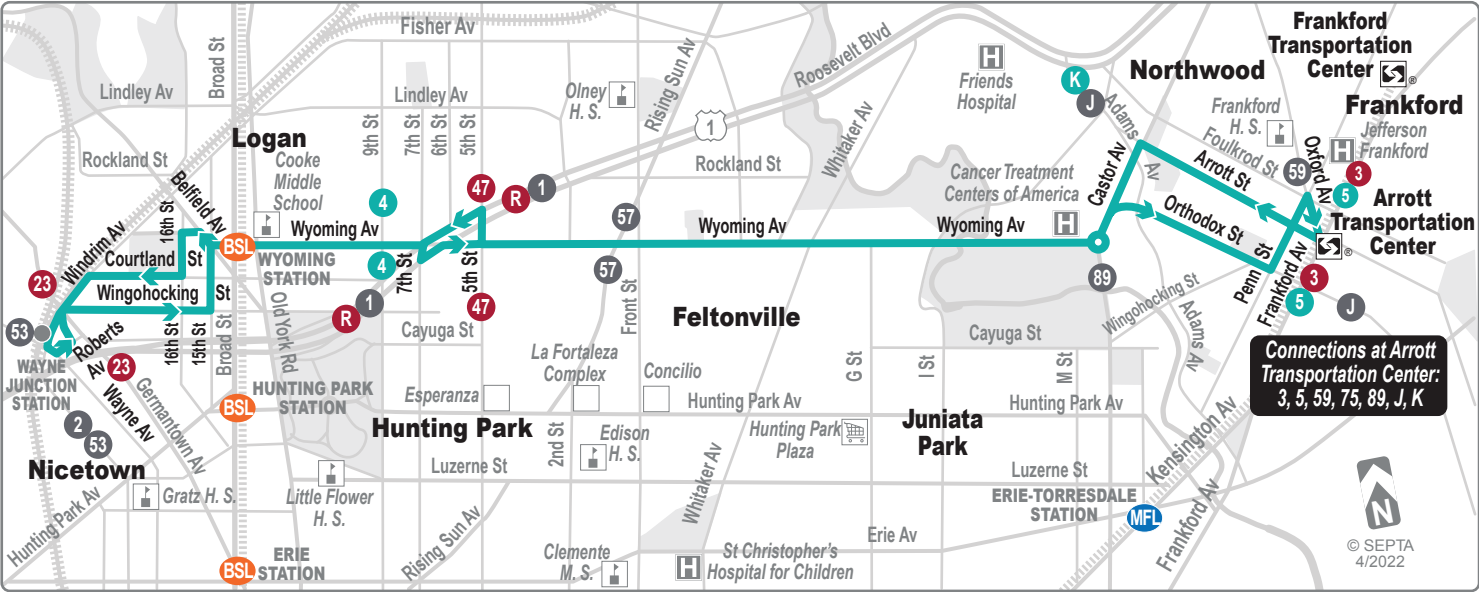 Fisher Av
Broad St
Lindley Av
Rockland St
Logan
Cooke
Middle
School
Belfield Av
16th St
Windrim Av
Courtland
St
Wingohocking
St
23
53
WAYNE
JUNCTION
STATION
Roberts
Av
23
Wayne Av
Germantown Av
2
53
Nicetown
Hunting Park Av
Gratz H. S.
16th St
15th St
Broad St
BSL
WYOMING
STATION
Old York Rd
BSL
HUNTING PARK
STATION
BSL
ERIE
STATION
Little Flower
H. S.
Lindley Av
9th St
7th St
6th St
5th St
4
Wyoming Av
4
7th St
5th St
47
R
1
47
R
1
Cayuga St
Olney
H. S.
Rising Sun Av
57
57
Front St
Roosevelt Blvd
1
Rockland St
Whitaker Av
Wyoming Av
Wyoming Av
Feltonville
La Fortaleza
Complex
Concilio
Esperanza
Hunting Park Av
Hunting Park
2nd St
Edison
H. S.
Luzerne St
Rising Sun Av
Clemente
M. S.
Whitaker Av
H
St Christopher's
Hospital for Children
Hunting Park
Plaza
G St
I St
M St
Cayuga St
Juniata
Park
Hunting Park Av
Luzerne St
Erie Av
ERIE-TORRESDALE
STATION
MFL
Kensington Av
Frankford Av
H
Friends
Hospital
K
J
Adams
Av
Northwood
Castor Av
Cancer Treatment
Centers of America
H
89
Arrott St
Orthodox St
Foulkrod St
Frankford
H. S.
Wingohocking St
Adams Av
Penn St
Frankford Av
Frankford
Transportation
Center
®
Frankford
H
Jefferson
Frankford
Oxford Av
59
3
5
Arrott
Transportation
Center
®
3
5
J
Connections at Arrott
Transportation Center:
3, 5, 59, 75, 89, J, K
N
© SEPTA
4/2022